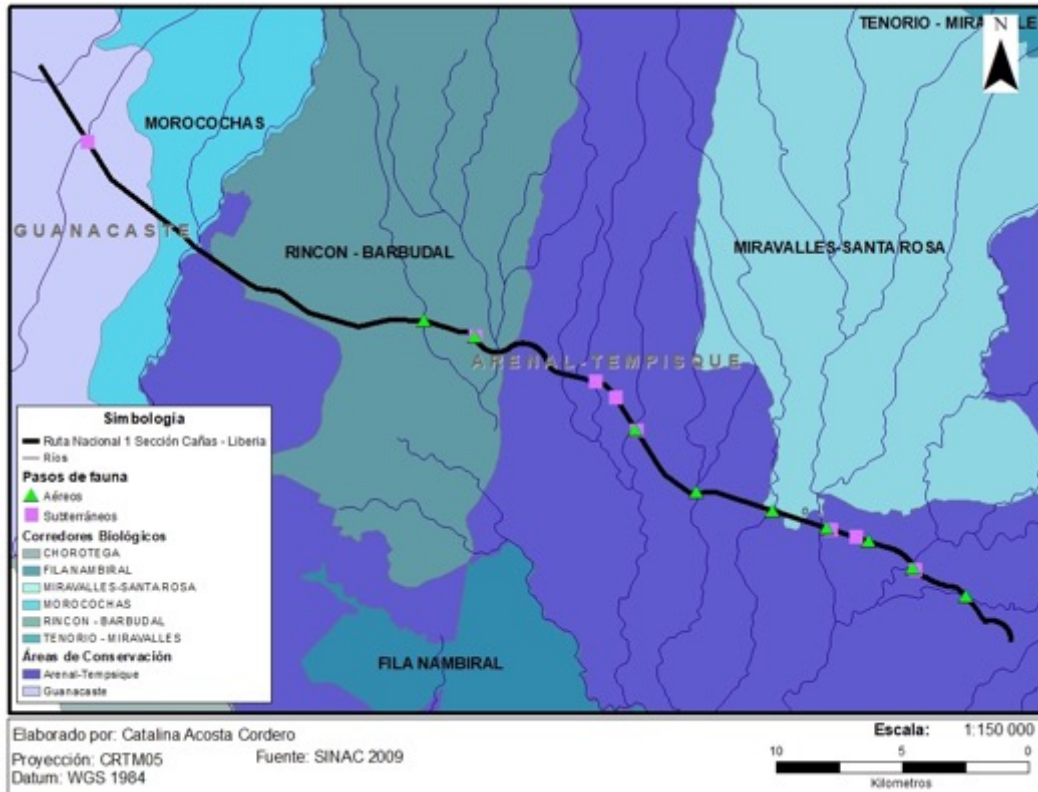 TENORIO - MIRA
N
MOROCOCHAS
GUANACASTE
RINCON - BARBUDAL
MIRAVALLES-SANTA ROSA
ARENAL-TEMPISQUE
FILA NAMBIRAL
Simbología
Ruta Nacional 1 Sección Cañas - Liberia
Ríos
Pasos de fauna
Aéreos
Subterráneos
Corredores Biológicos
CHOROTEGA
FILA NAMBIRAL
MIRAVALLES-SANTA ROSA
MOROCOCHAS
RINCON - BARBUDAL
TENORIO - MIRAVALLES
Áreas de Conservación
Arenal-Tempsique
Guanacaste
Elaborado por: Catalina Acosta Cordero
Proyección: CRTM05
Fuente: SINAC 2009
Datum: WGS 1984
Escala: 1:150 000
10 5 0
Kilometros